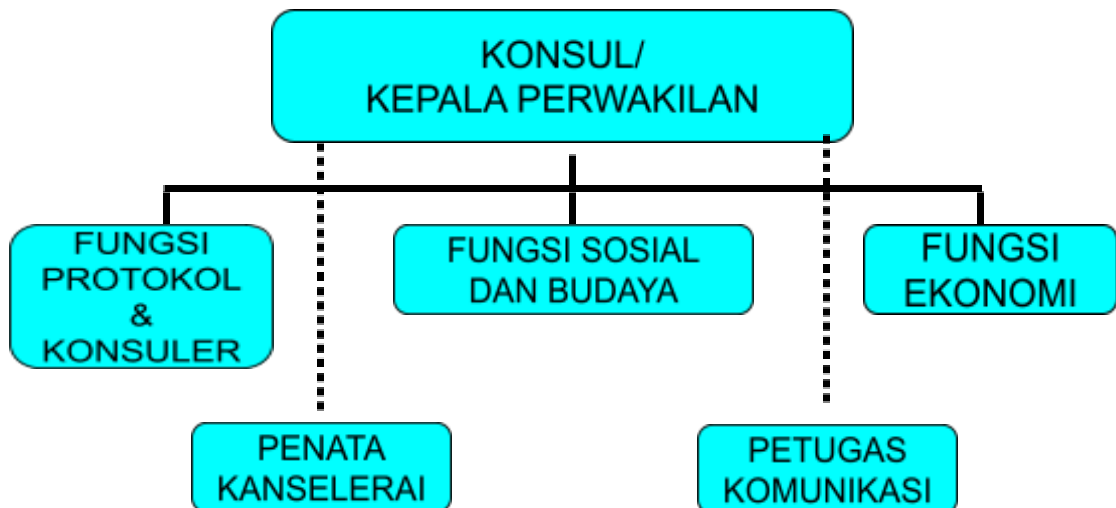 KONSUL/
KEPALA PERWAKILAN
FUNGSI
PROTOKOL
&
KONSULER
FUNGSI SOSIAL
DAN BUDAYA
FUNGSI
EKONOMI
PENATA
KANSELERAI
PETUGAS
KOMUNIKASI